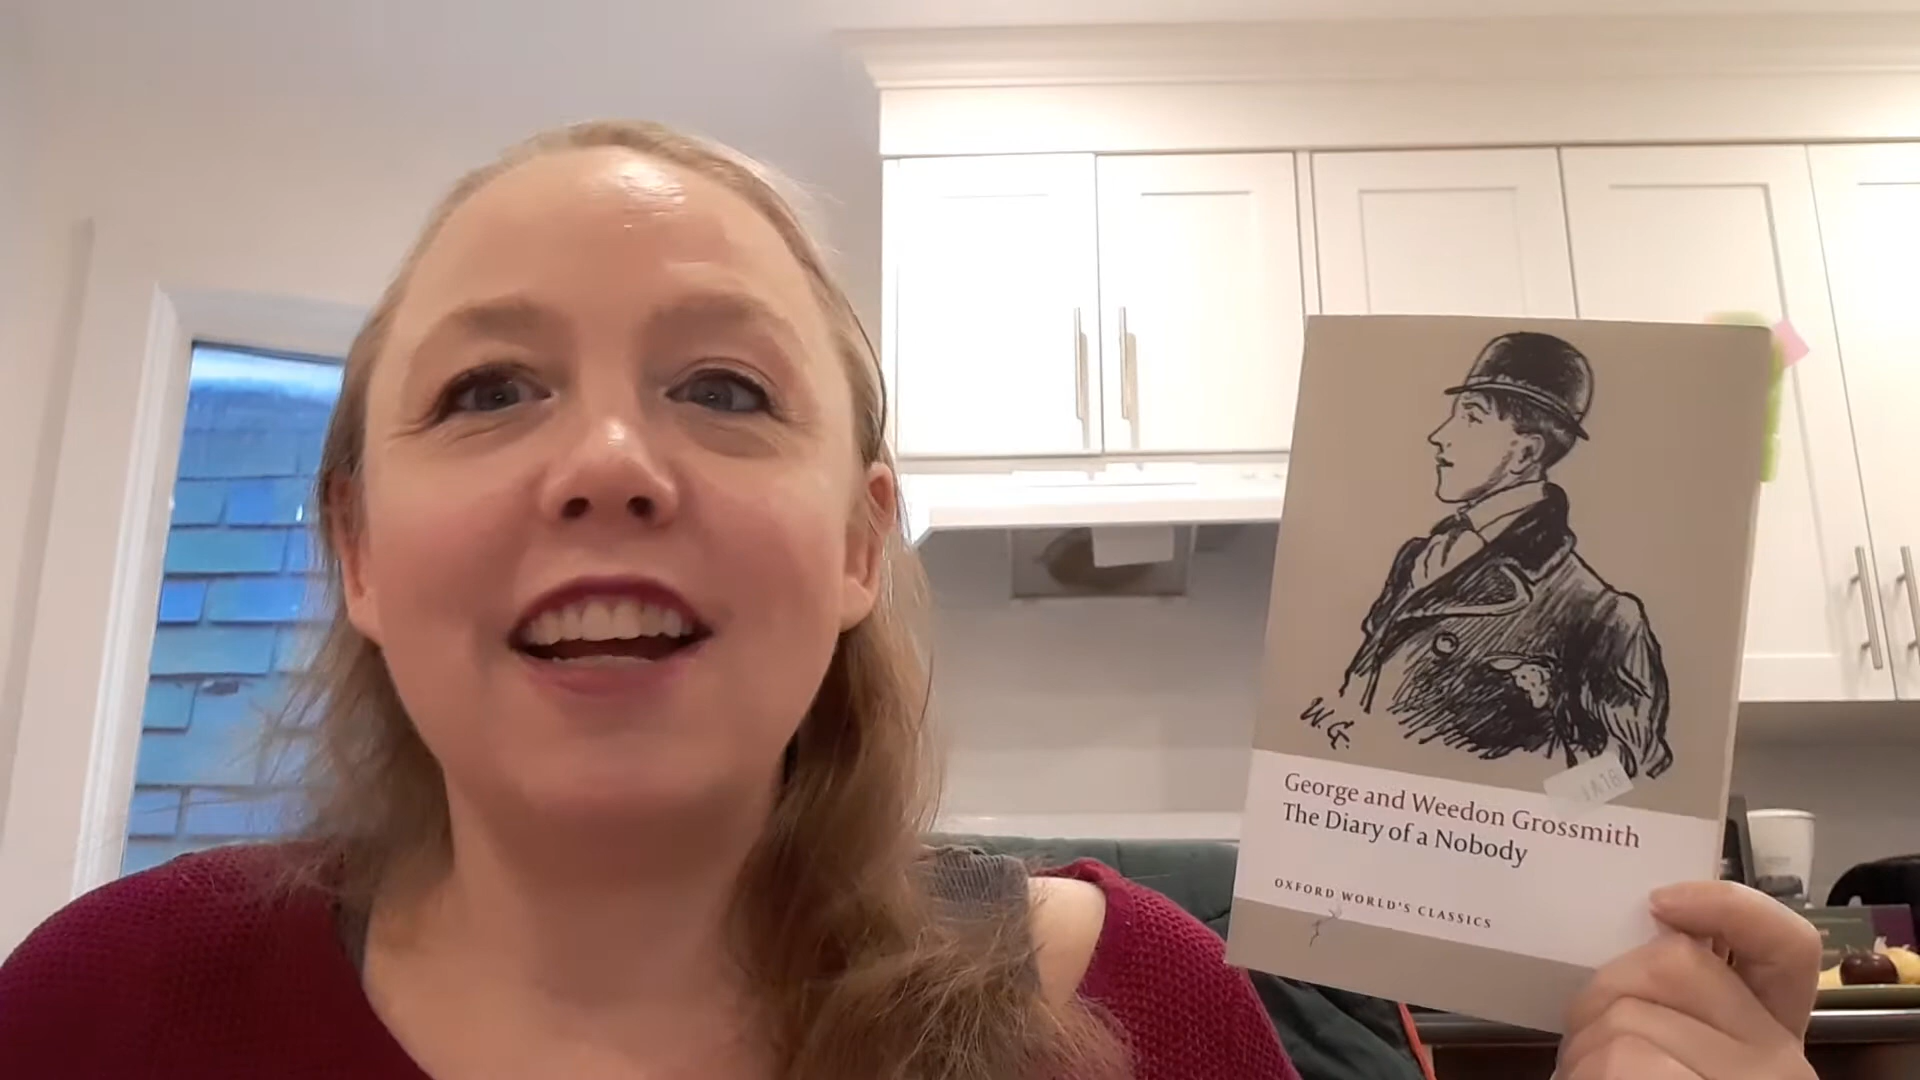 W.G.
George and Weedon Grossmith
The Diary of a Nobody
OXFORD WORLD'S CLASSICS